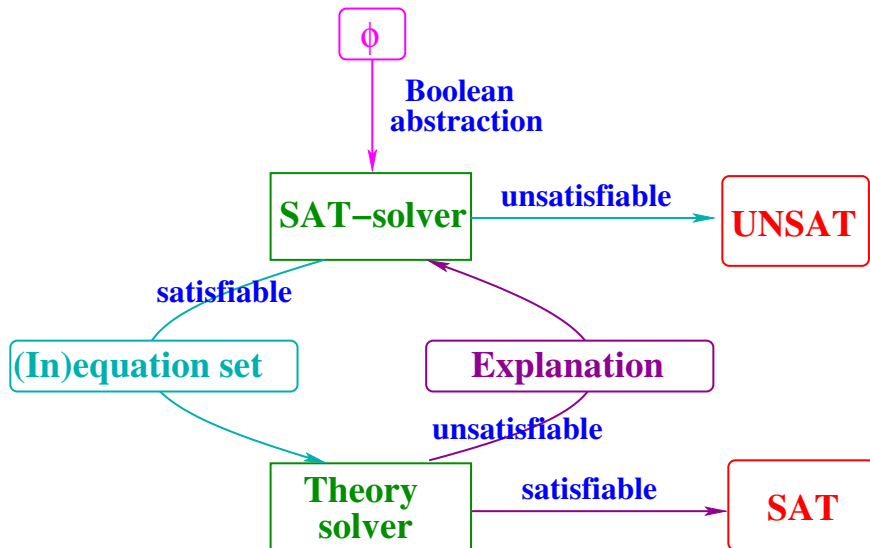 ϕ
Boolean
abstraction
SAT−solver
unsatisfiable
UNSAT
satisfiable
(In)equation set
Explanation
unsatisfiable
Theory
solver
satisfiable
SAT